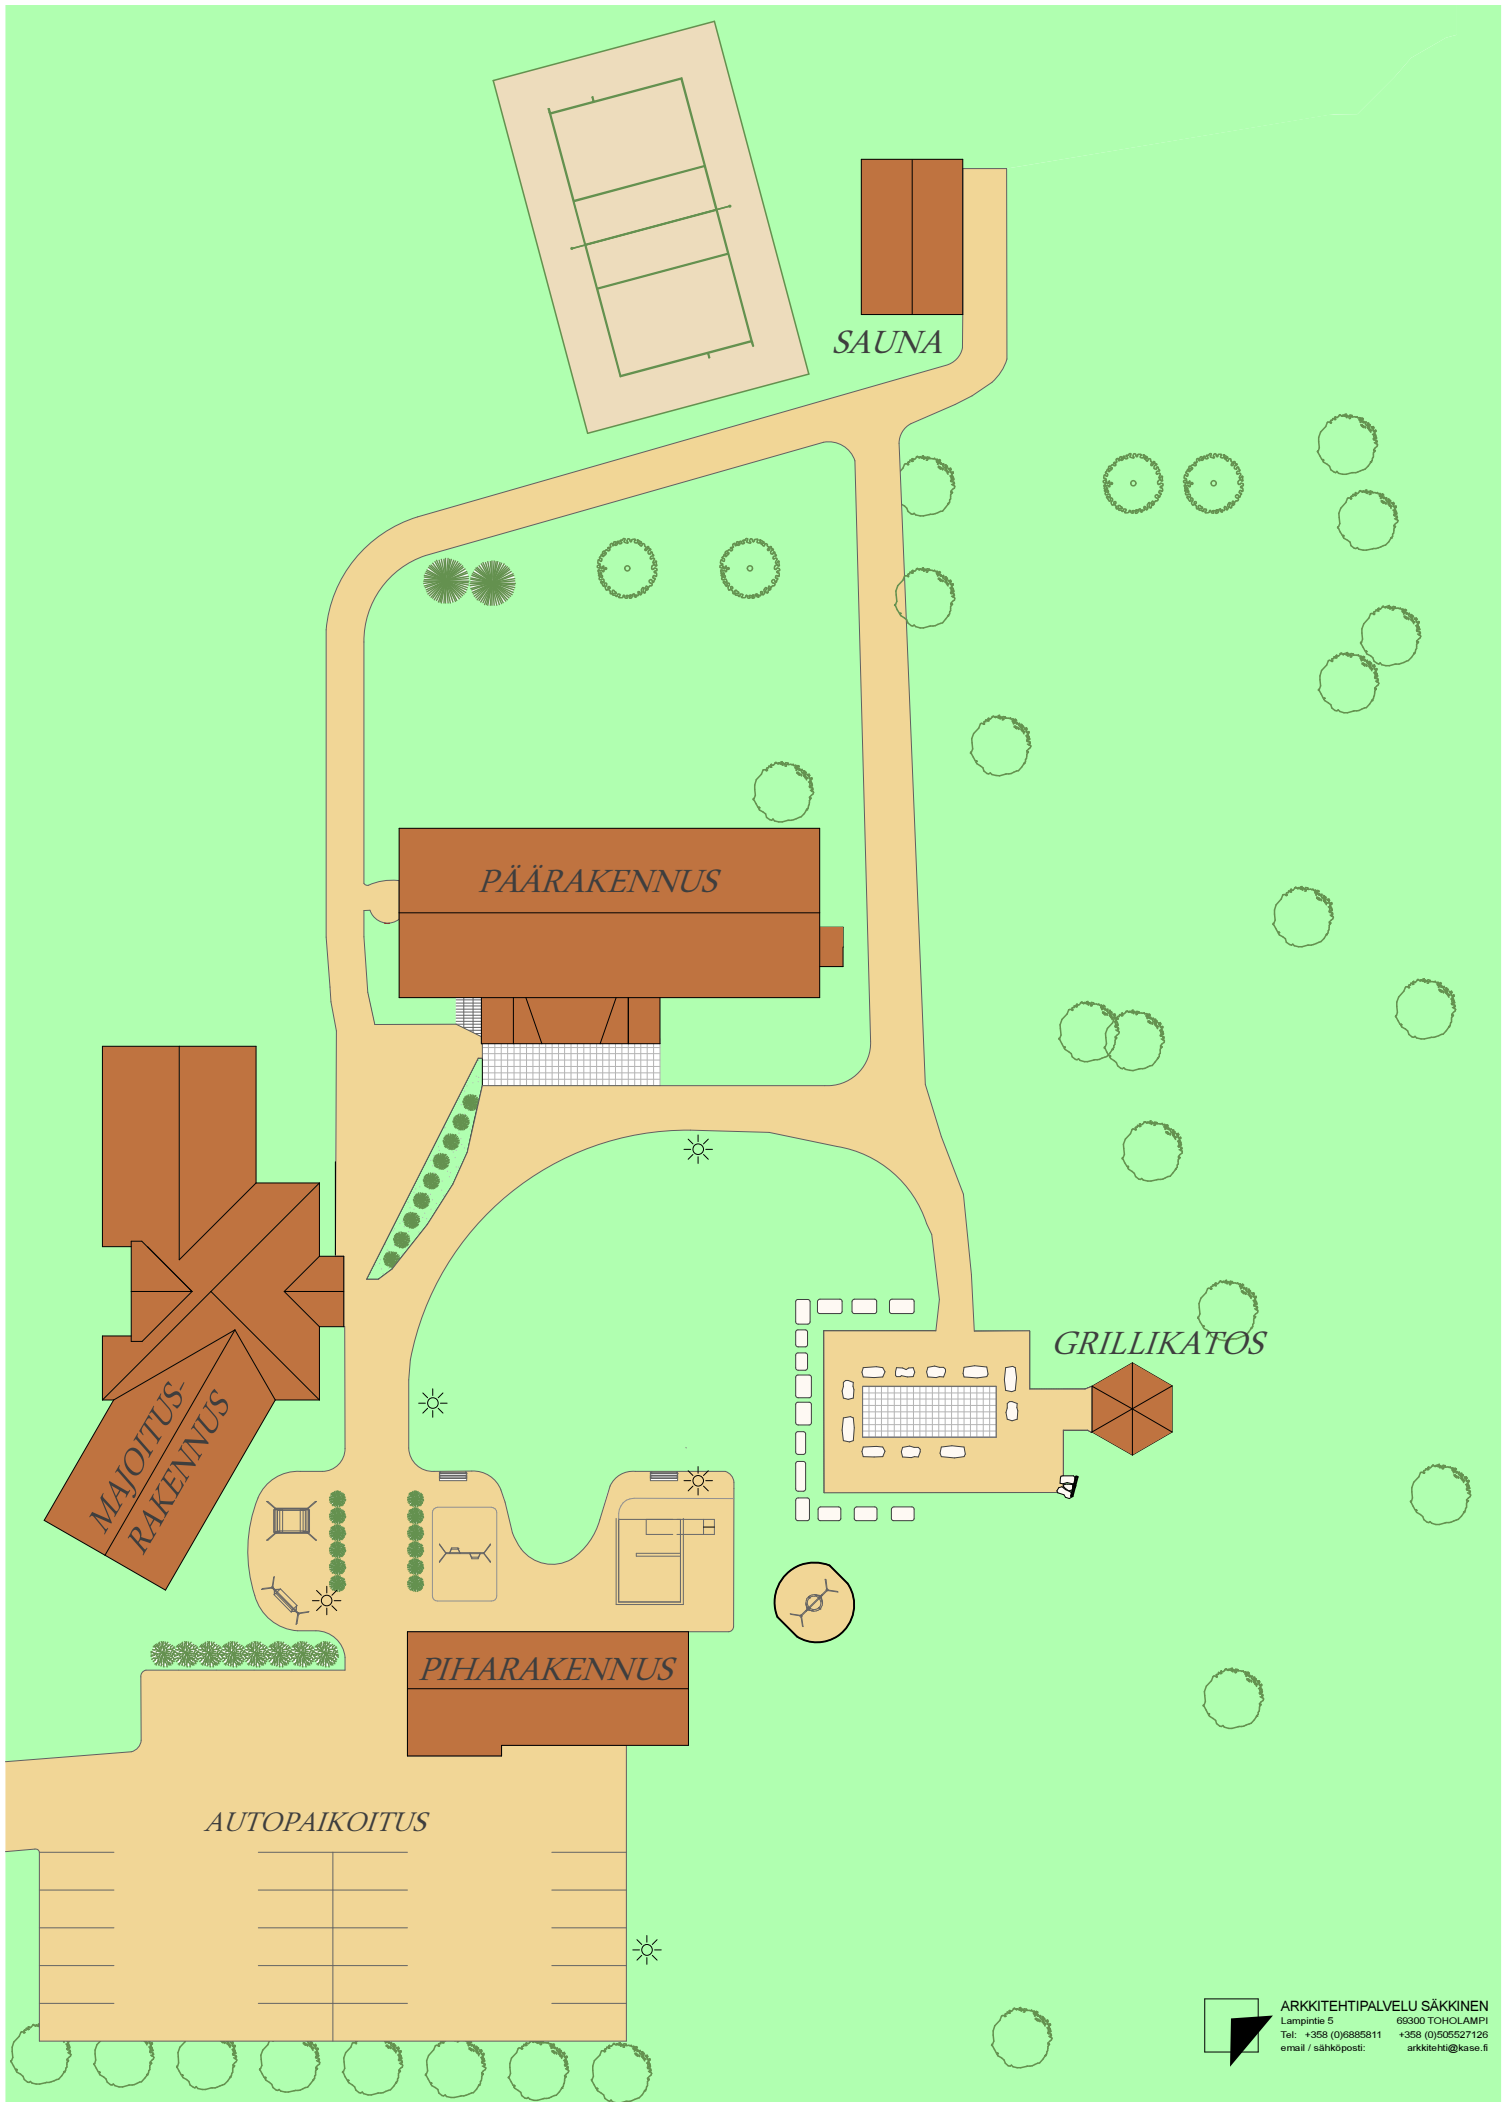 SAUNA
PÄÄRAKENNUS
GRILLIKATOS
MAJOITUS-
RAKENNUS
PIHARAKENNUS
AUTOPAIKOITUS
ARKKITEHTIPALVELU SÄKKINEN
Lampintie 5 69300 TOHOLAMPI
Tel: +358 (0)6885811 +358 (0)505527126
email / sähköposti: arkkitehti@kase.fi